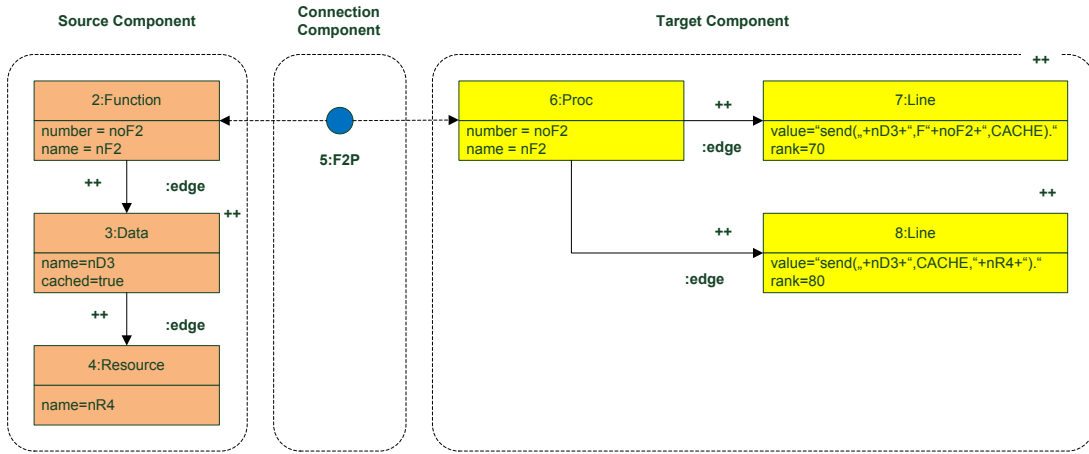 Source Component
Connection
Component
Target Component
++
2:Function
number = noF2
name = nF2
5:F2P
6:Proc
number = noF2
name = nF2
++
:edge
7:Line
value=“send(„+nD3+“,F“+noF2+“,CACHE).“
rank=70
++
:edge
++
3:Data
name=nD3
cached=true
++
++
:edge
8:Line
value=“send(„+nD3+“,CACHE,“+nR4+“).“
rank=80
++
:edge
4:Resource
name=nR4